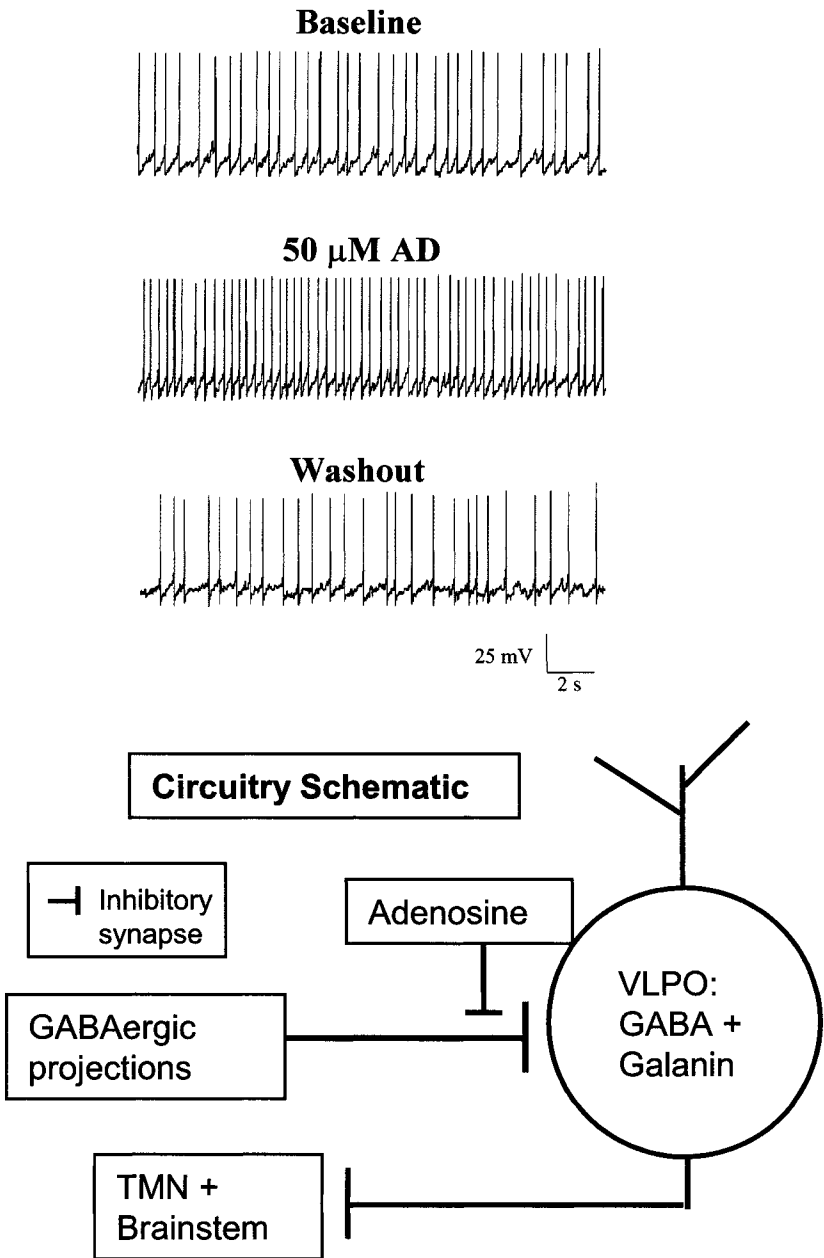 Baseline
50 μM AD
Washout
25 mV
2 s
Circuitry Schematic
Inhibitory
synapse
Adenosine
GABAergic
projections
VLPO:
GABA +
Galanin
TMN +
Brainstem